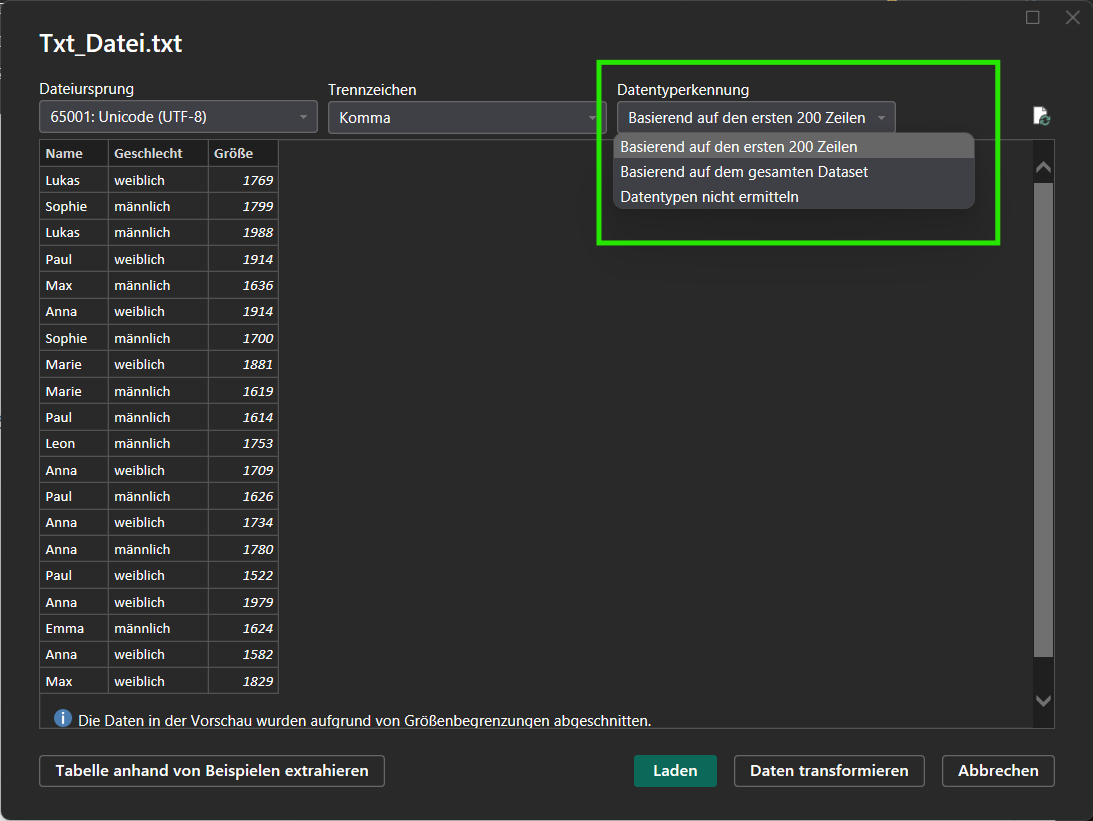 Txt_Datei.txt
Dateiursprung Trennzeichen Datentyperkennung
65001: Unicode (UTF-8) Komma Basierend auf den ersten 200 Zeilen
Basierend auf den ersten 200 Zeilen
Basierend auf dem gesamten Dataset
Datentypen nicht ermitteln
Name Geschlecht Größe
Lukas weiblich 1769
Sophie männlich 1799
Lukas männlich 1988
Paul weiblich 1914
Max männlich 1636
Anna weiblich 1914
Sophie männlich 1700
Marie weiblich 1881
Marie männlich 1619
Paul männlich 1614
Leon männlich 1753
Anna weiblich 1709
Paul männlich 1626
Anna weiblich 1734
Anna männlich 1780
Paul weiblich 1522
Anna weiblich 1979
Emma männlich 1624
Anna weiblich 1582
Max weiblich 1829
Die Daten in der Vorschau wurden aufgrund von Größenbegrenzungen abgeschnitten.
Tabelle anhand von Beispielen extrahieren Laden Daten transformieren Abbrechen